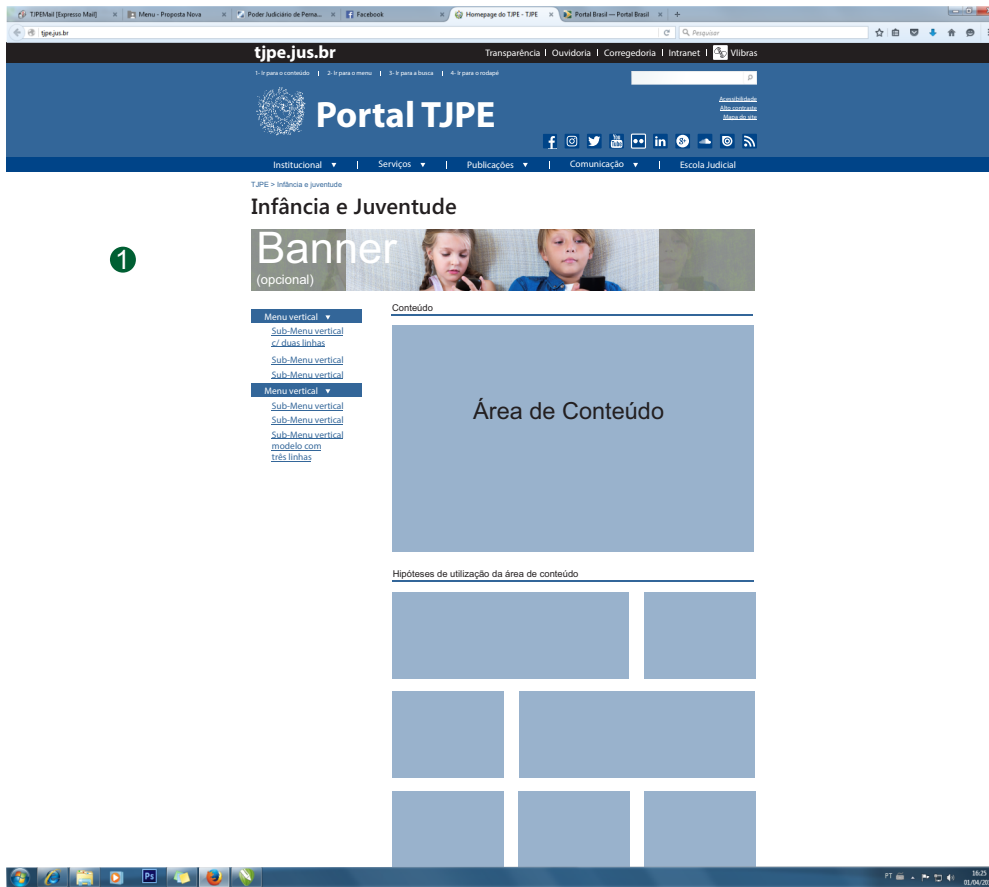 TJPEMail [Expresso Mail]
Menu - Proposta Nova
Poder Judiciário de Perna...
Facebook
Homepage do TJPE - TJPE
Portal Brasil — Portal Brasil
tjpe.jus.br
Pesquisar
tjpe.jus.br
Transparência | Ouvidoria | Corregedoria | Intranet | Vlibras
1- Ir para o conteúdo | 2- Ir para o menu | 3- Ir para a busca | 4- Ir para o rodapé
Acessibilidade
Alto contraste
Mapa do site
Portal TJPE
Institucional ▼ | Serviços ▼ | Publicações ▼ | Comunicação ▼ | Escola Judicial
TJPE > Infância e juventude
Infância e Juventude
1
Banner
(opcional)
Menu vertical ▼
Sub-Menu vertical
c/ duas linhas
Sub-Menu vertical
Sub-Menu vertical
Menu vertical ▼
Sub-Menu vertical
Sub-Menu vertical
Sub-Menu vertical
modelo com
três linhas
Conteúdo
Área de Conteúdo
Hipóteses de utilização da área de conteúdo
Ps
PT
16:25
01/04/20